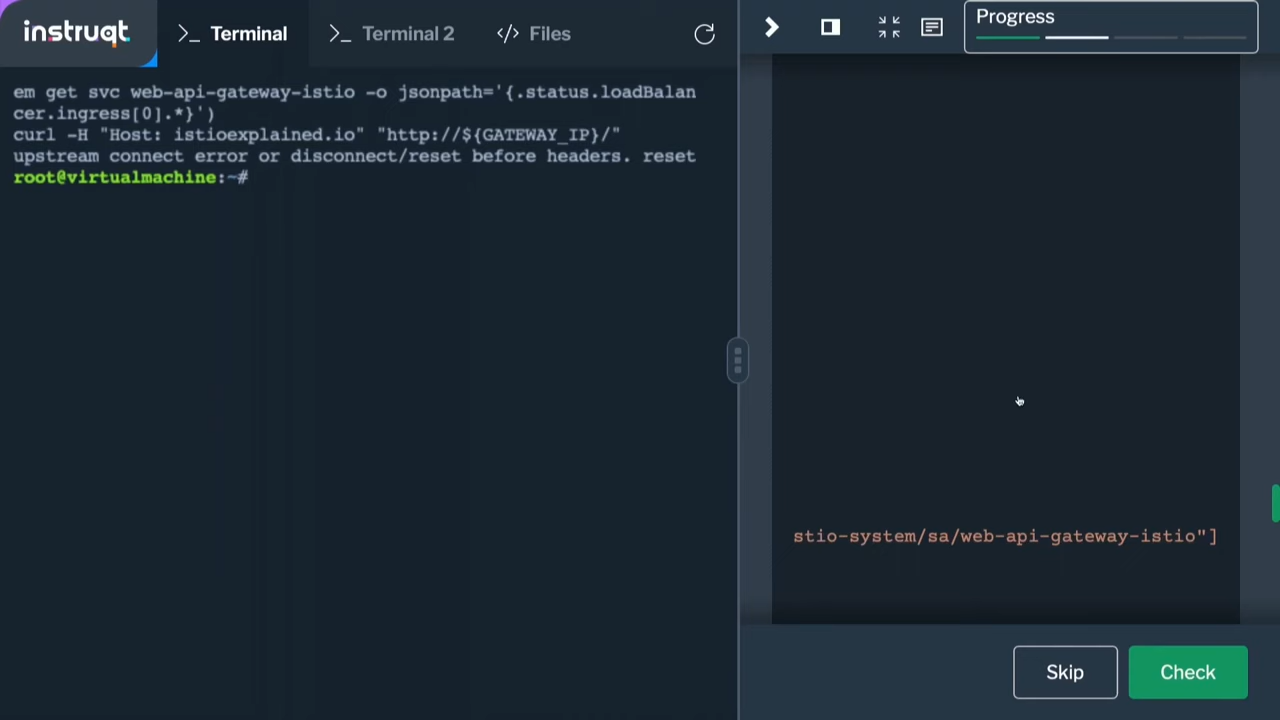 instruqt
>_ Terminal
>_ Terminal 2
</> Files
Progress
em get svc web-api-gateway-istio -o jsonpath='{.status.loadBalan
cer.ingress[0].*}')
curl -H "Host: istioexplained.io" "http://${GATEWAY_IP}/"
upstream connect error or disconnect/reset before headers. reset
root@virtualmachine:~#
stio-system/sa/web-api-gateway-istio"]
Skip
Check